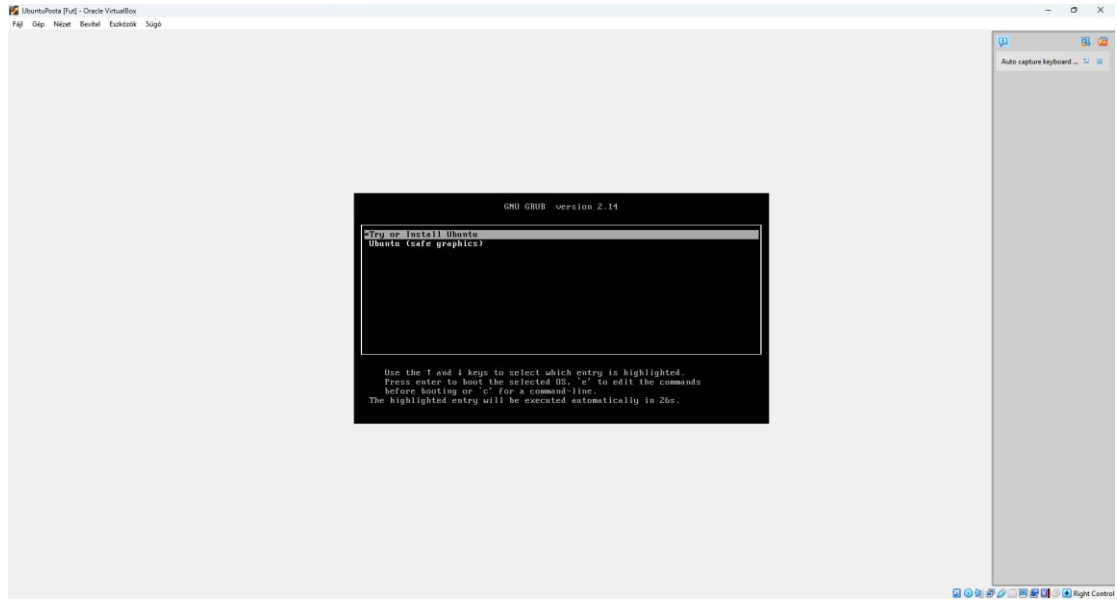 UbuntuPosta [Fut] - Oracle VirtualBox
Fájl Gép Nézet Bevitel Eszközök Súgó
Auto capture keyboard ...
GNU GRUB version 2.14
*Try or Install Ubuntu
Ubuntu (safe graphics)
Use the ↑ and ↓ keys to select which entry is highlighted.
Press enter to boot the selected OS, `e' to edit the commands
before booting or `c' for a command-line.
The highlighted entry will be executed automatically in 26s.
Right Control